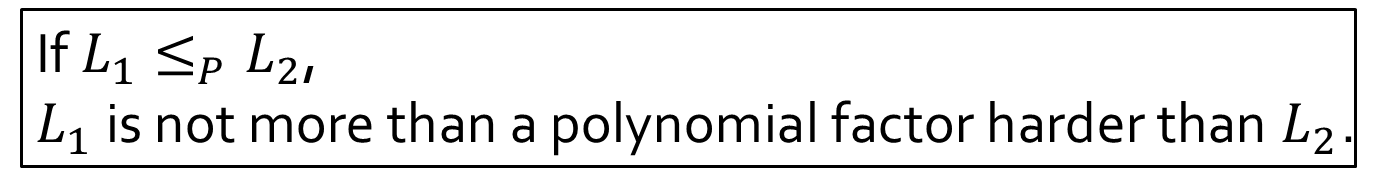 If 𝐿₁ ≤ₚ 𝐿₂,
𝐿₁ is not more than a polynomial factor harder than 𝐿₂.